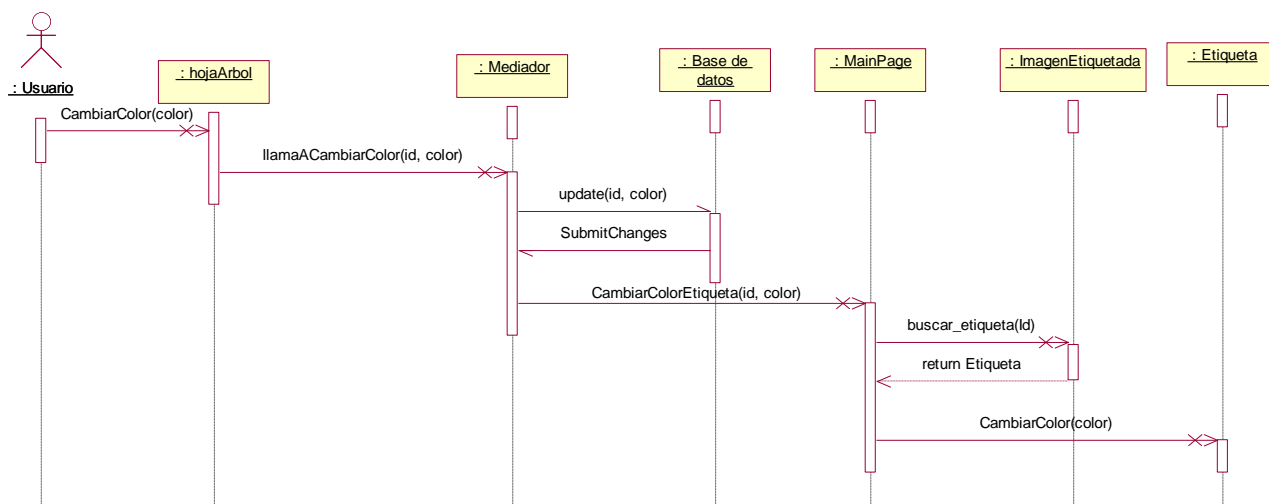 : Usuario
: hojaArbol
: Mediador
: Base de
datos
: MainPage
: ImagenEtiquetada
: Etiqueta
CambiarColor(color)
llamaACambiarColor(id, color)
update(id, color)
SubmitChanges
CambiarColorEtiqueta(id, color)
buscar_etiqueta(Id)
return Etiqueta
CambiarColor(color)